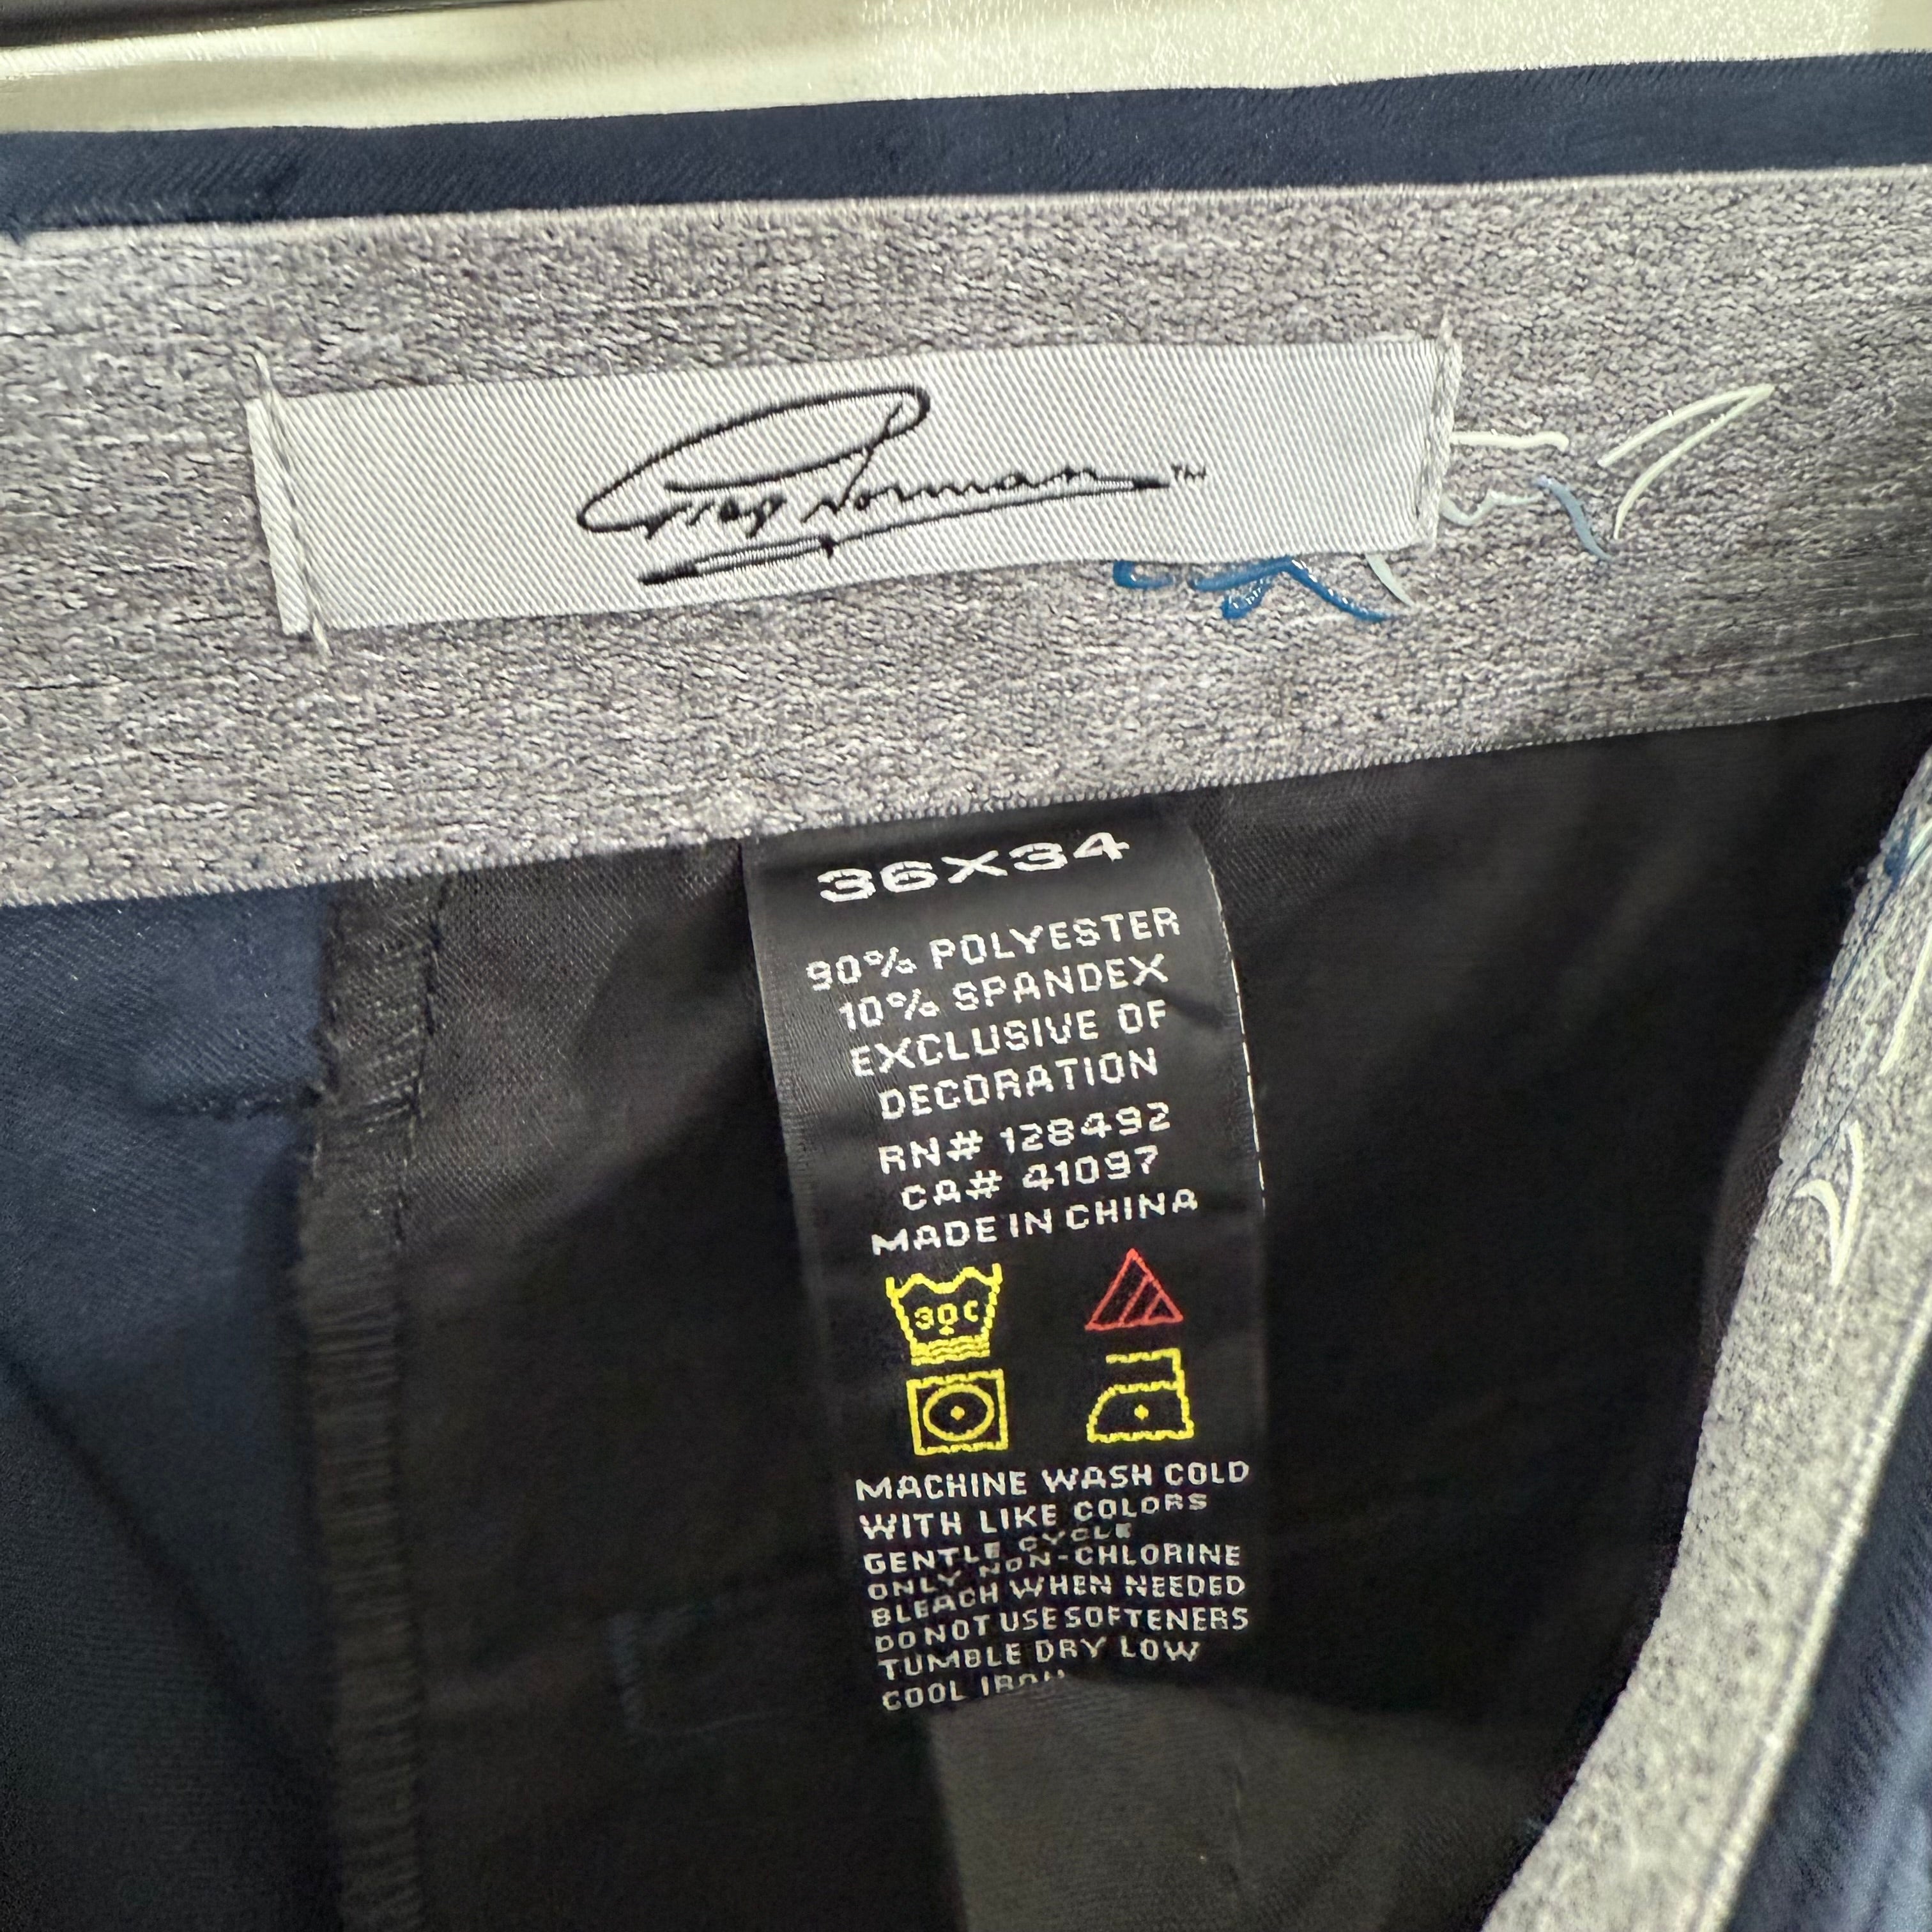 Greg Norman™
36X34
90% POLYESTER
10% SPANDEX
EXCLUSIVE OF
DECORATION
RN# 128492
CA# 41097
MADE IN CHINA
30C
MACHINE WASH COLD
WITH LIKE COLORS
GENTLE CYCLE
ONLY NON-CHLORINE
BLEACH WHEN NEEDED
DO NOT USE SOFTENERS
TUMBLE DRY LOW
COOL IRON